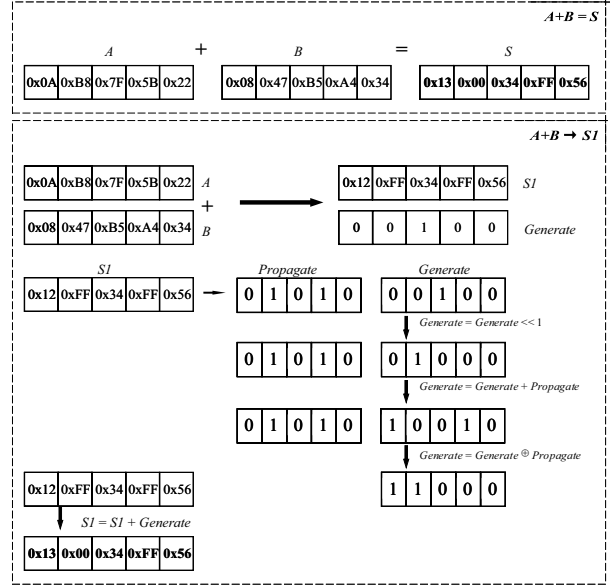 A+B = S
A + B = S
0x0A 0xB8 0x7F 0x5B 0x22 0x08 0x47 0xB5 0xA4 0x34 0x13 0x00 0x34 0xFF 0x56
A+B → S1
0x0A 0xB8 0x7F 0x5B 0x22 A 0x12 0xFF 0x34 0xFF 0x56 S1
+
0x08 0x47 0xB5 0xA4 0x34 B 0 0 1 0 0 Generate
S1 Propagate Generate
0x12 0xFF 0x34 0xFF 0x56 → 0 1 0 1 0 0 0 1 0 0
Generate = Generate << 1
0 1 0 1 0 0 1 0 0 0
Generate = Generate + Propagate
0 1 0 1 0 1 0 0 1 0
Generate = Generate ⊕ Propagate
0x12 0xFF 0x34 0xFF 0x56 1 1 0 0 0
S1 = S1 + Generate
0x13 0x00 0x34 0xFF 0x56